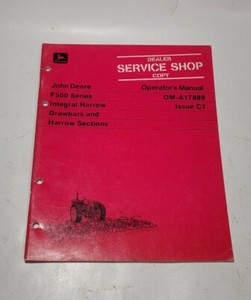 DEALER
SERVICE SHOP
COPY
John Deere
F500 Series
Integral Harrow
Drawbars and
Harrow Sections
Operator's Manual
OM-A17889
Issue C1